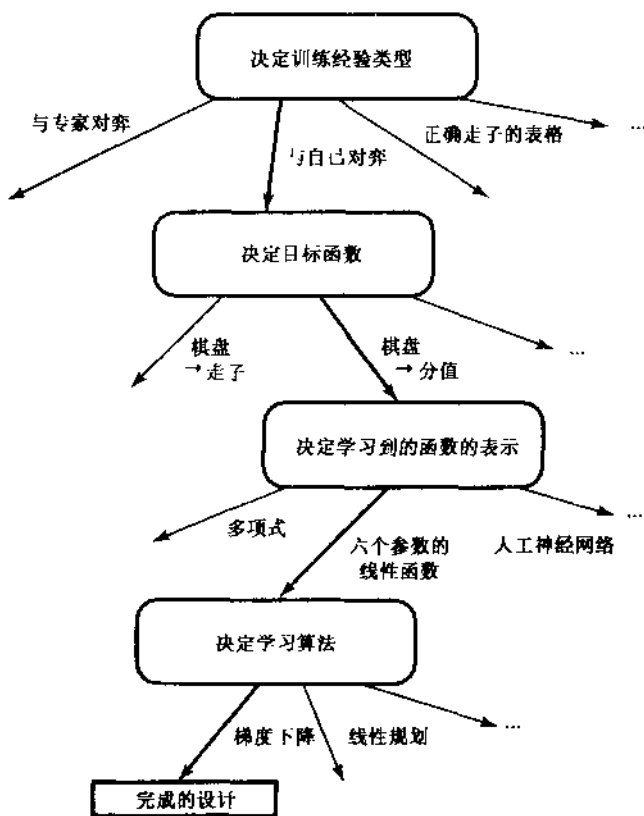 决定训练经验类型
与专家对弈
与自己对弈
正确走子的表格
...
决定目标函数
棋盘
→ 走子
棋盘
→ 分值
...
决定学习到的函数的表示
多项式
六个参数的
线性函数
人工神经网络
...
决定学习算法
梯度下降
线性规划
...
完成的设计